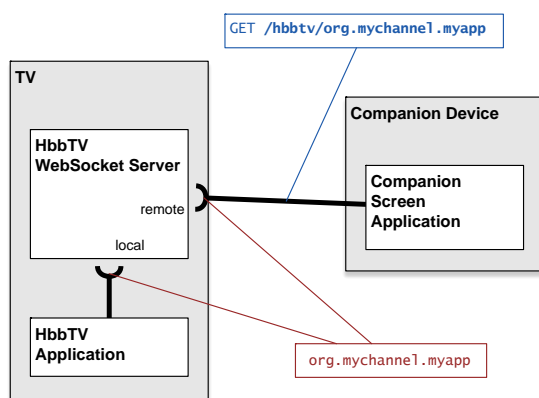 GET /hbbtv/org.mychannel.myapp
TV
HbbTV
WebSocket Server
remote
local
HbbTV
Application
Companion Device
Companion
Screen
Application
org.mychannel.myapp